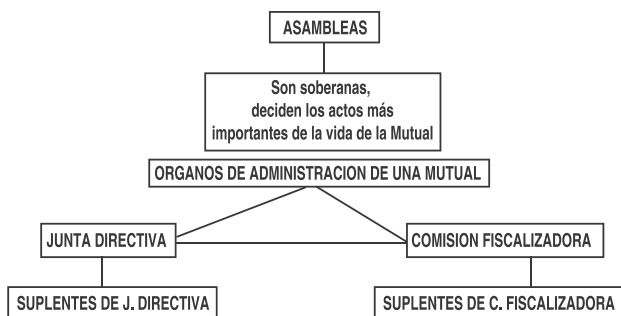 ASAMBLEAS
Son soberanas,
deciden los actos más
importantes de la vida de la Mutual
ORGANOS DE ADMINISTRACION DE UNA MUTUAL
JUNTA DIRECTIVA
COMISION FISCALIZADORA
SUPLENTES DE J. DIRECTIVA
SUPLENTES DE C. FISCALIZADORA